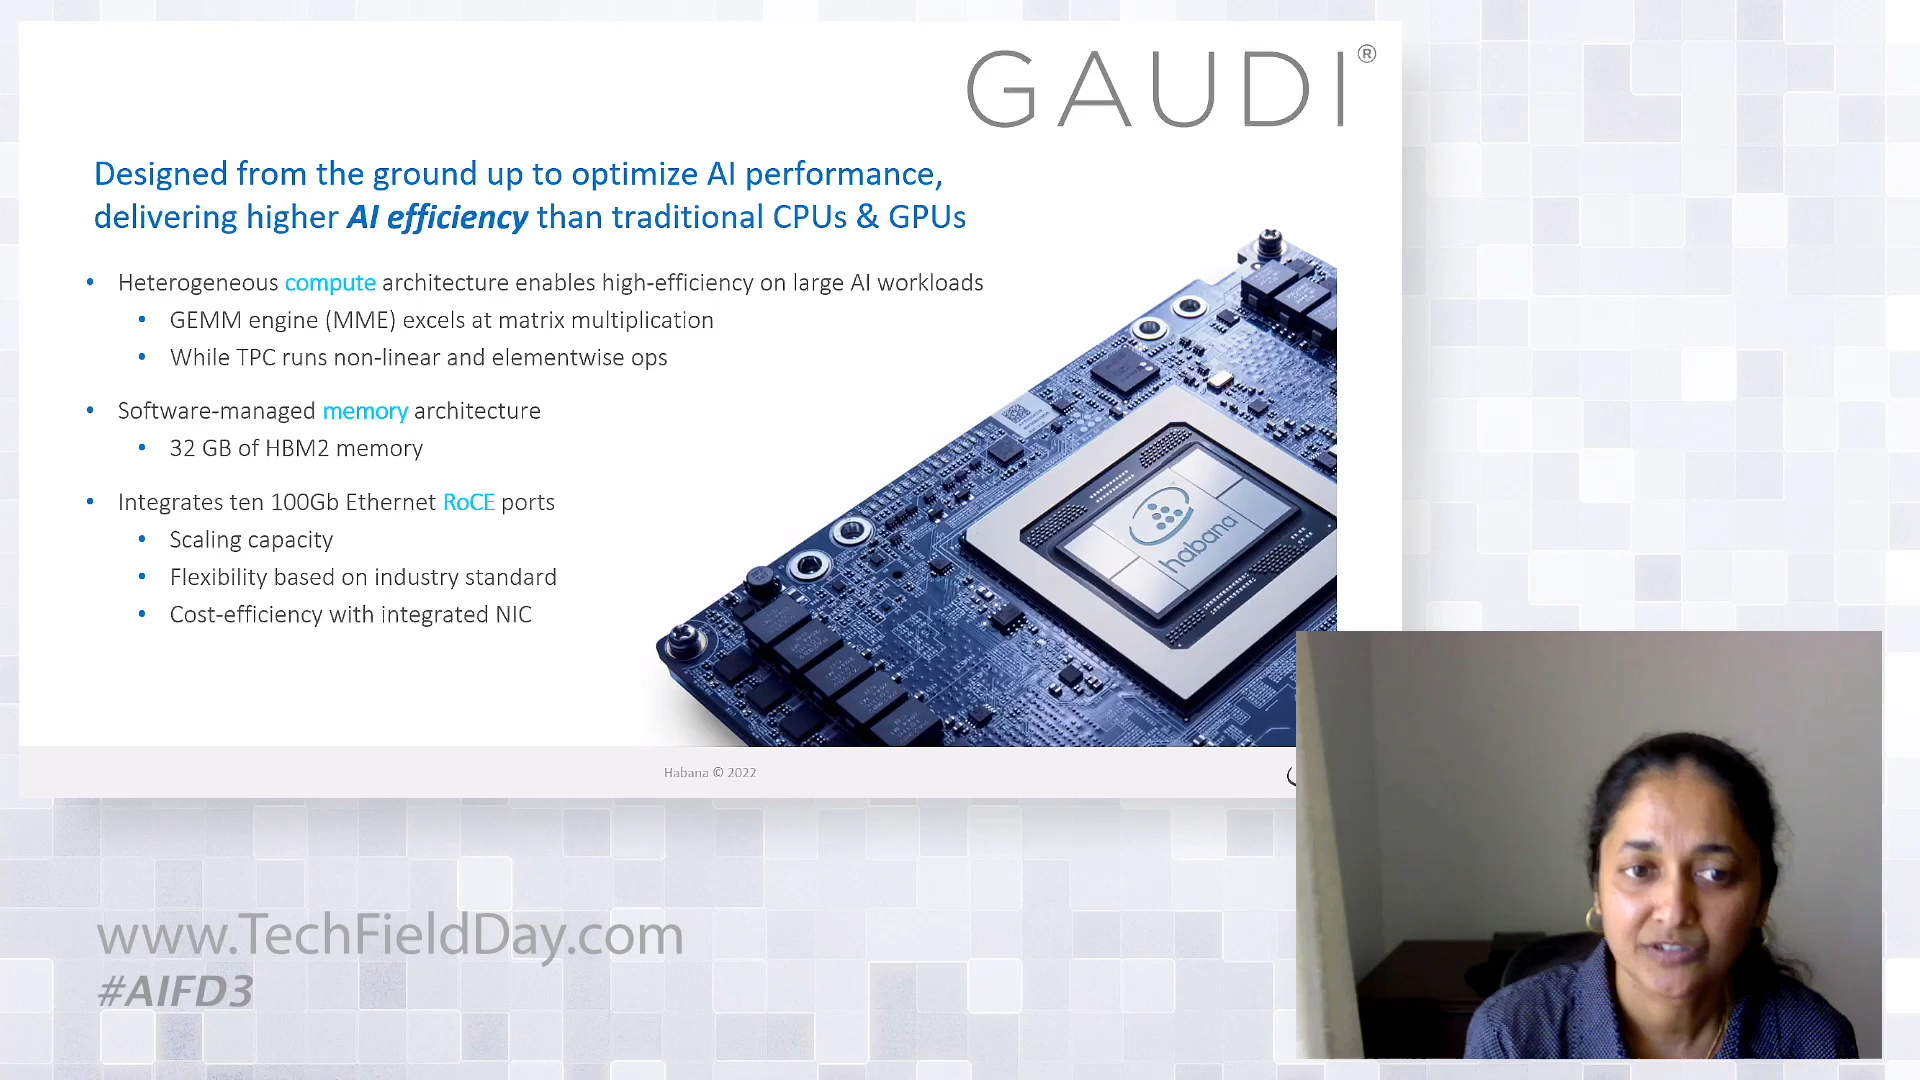 GAUDI®
Designed from the ground up to optimize AI performance,
delivering higher AI efficiency than traditional CPUs & GPUs
• Heterogeneous compute architecture enables high-efficiency on large AI workloads
• GEMM engine (MME) excels at matrix multiplication
• While TPC runs non-linear and elementwise ops
• Software-managed memory architecture
• 32 GB of HBM2 memory
• Integrates ten 100Gb Ethernet RoCE ports
• Scaling capacity
• Flexibility based on industry standard
• Cost-efficiency with integrated NIC
habana
Habana © 2022
www.TechFieldDay.com
#AIFD3